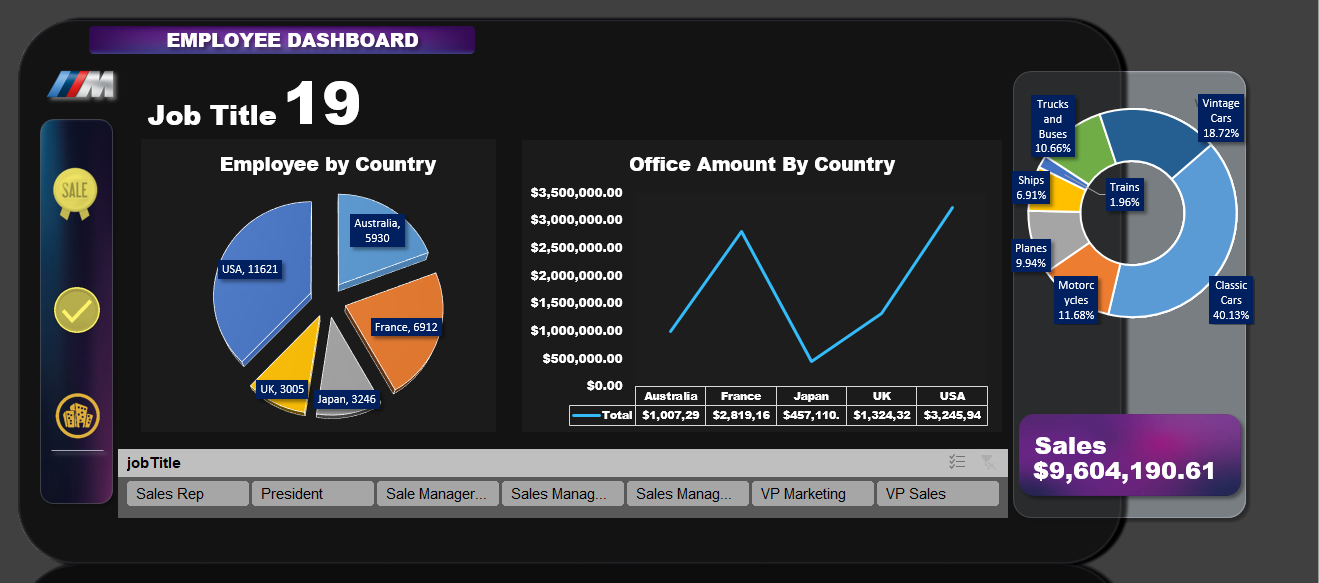 EMPLOYEE DASHBOARD
M
Job Title 19
SALE
Employee by Country
Australia,
5930
USA, 11621
France, 6912
UK, 3005
Japan, 3246
Office Amount By Country
$3,500,000.00
$3,000,000.00
$2,500,000.00
$2,000,000.00
$1,500,000.00
$1,000,000.00
$500,000.00
$0.00
Australia France Japan UK USA
Total $1,007,29 $2,819,16 $457,110. $1,324,32 $3,245,94
Trucks
and
Buses
10.66%
Vintage
Cars
18.72%
Ships
6.91%
Trains
1.96%
Planes
9.94%
Motorc
ycles
11.68%
Classic
Cars
40.13%
Sales
$9,604,190.61
jobTitle
Sales Rep President Sale Manager... Sales Manag... Sales Manag... VP Marketing VP Sales